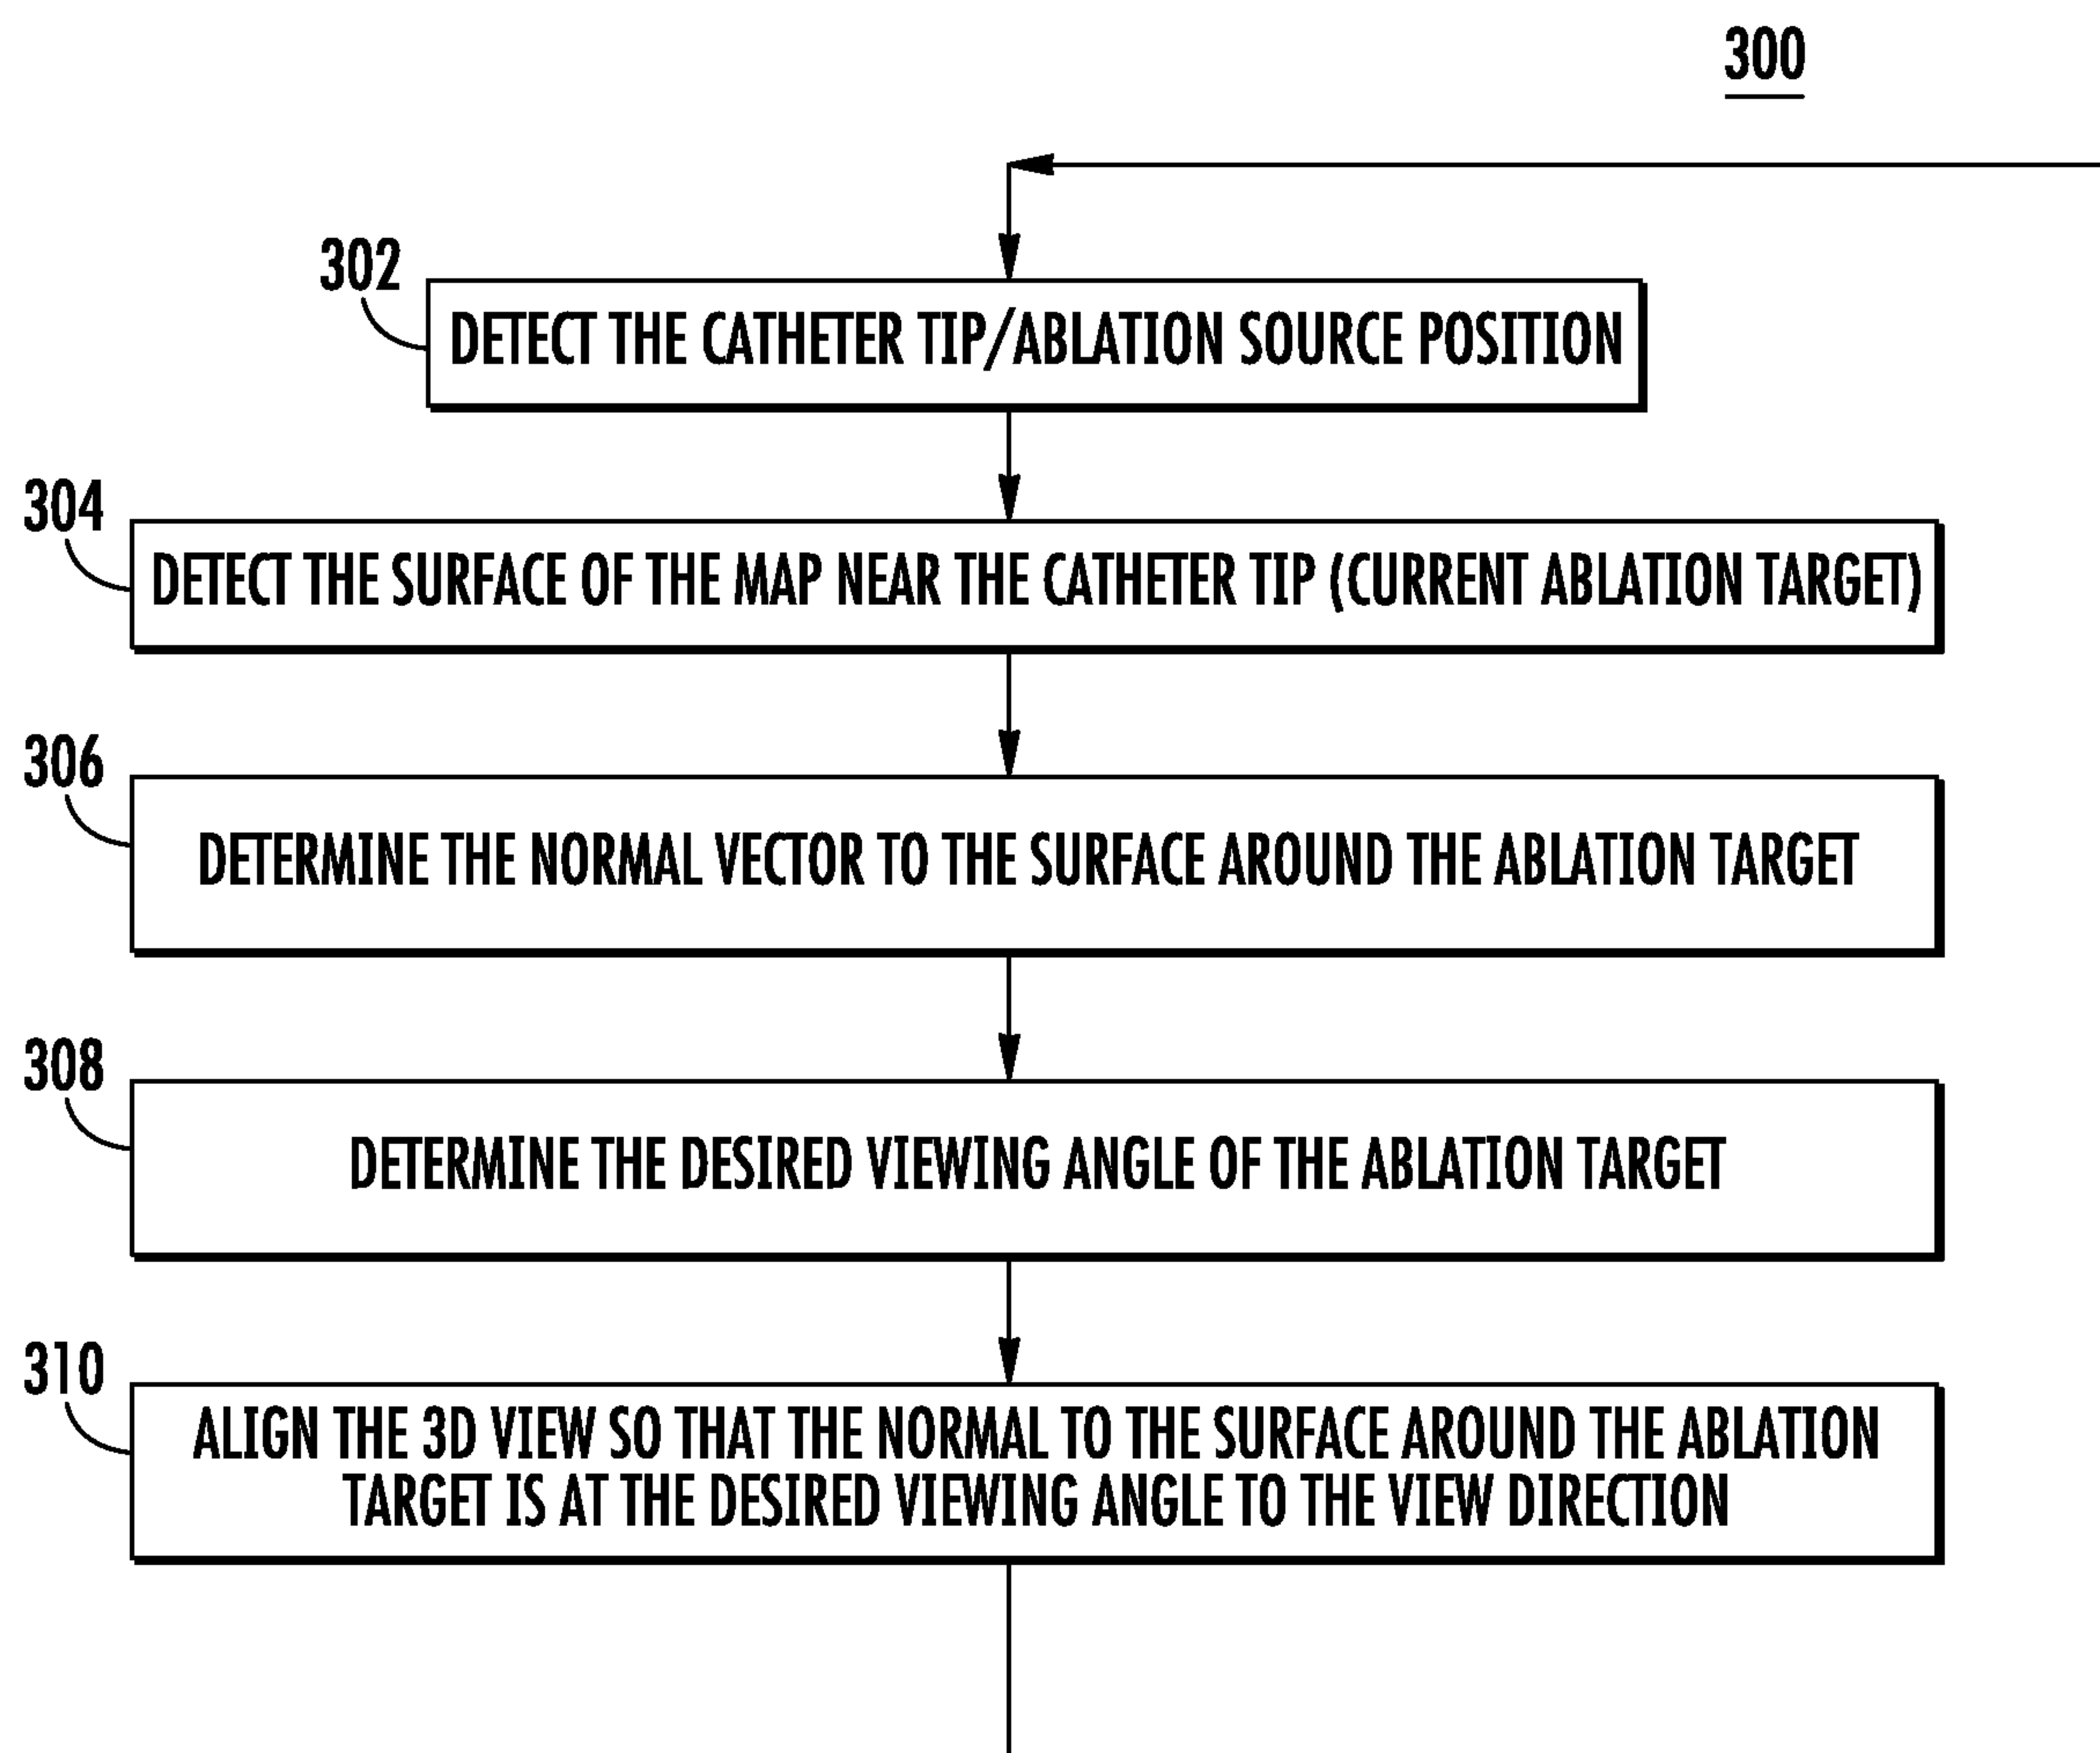 300
302
DETECT THE CATHETER TIP/ABLATION SOURCE POSITION
304
DETECT THE SURFACE OF THE MAP NEAR THE CATHETER TIP (CURRENT ABLATION TARGET)
306
DETERMINE THE NORMAL VECTOR TO THE SURFACE AROUND THE ABLATION TARGET
308
DETERMINE THE DESIRED VIEWING ANGLE OF THE ABLATION TARGET
310
ALIGN THE 3D VIEW SO THAT THE NORMAL TO THE SURFACE AROUND THE ABLATION
TARGET IS AT THE DESIRED VIEWING ANGLE TO THE VIEW DIRECTION